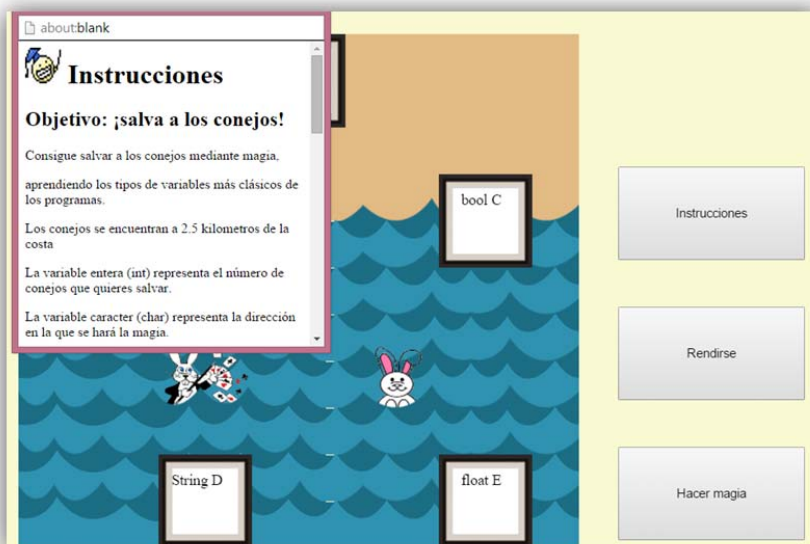 about:blank
Instrucciones
Objetivo: ¡salva a los conejos!
Consigue salvar a los conejos mediante magia,
aprendiendo los tipos de variables más clásicos de
los programas.
Los conejos se encuentran a 2.5 kilometros de la
costa
La variable entera (int) representa el número de
conejos que quieres salvar.
La variable caracter (char) representa la dirección
en la que se hará la magia.
bool C
String D
float E
Instrucciones
Rendirse
Hacer magia